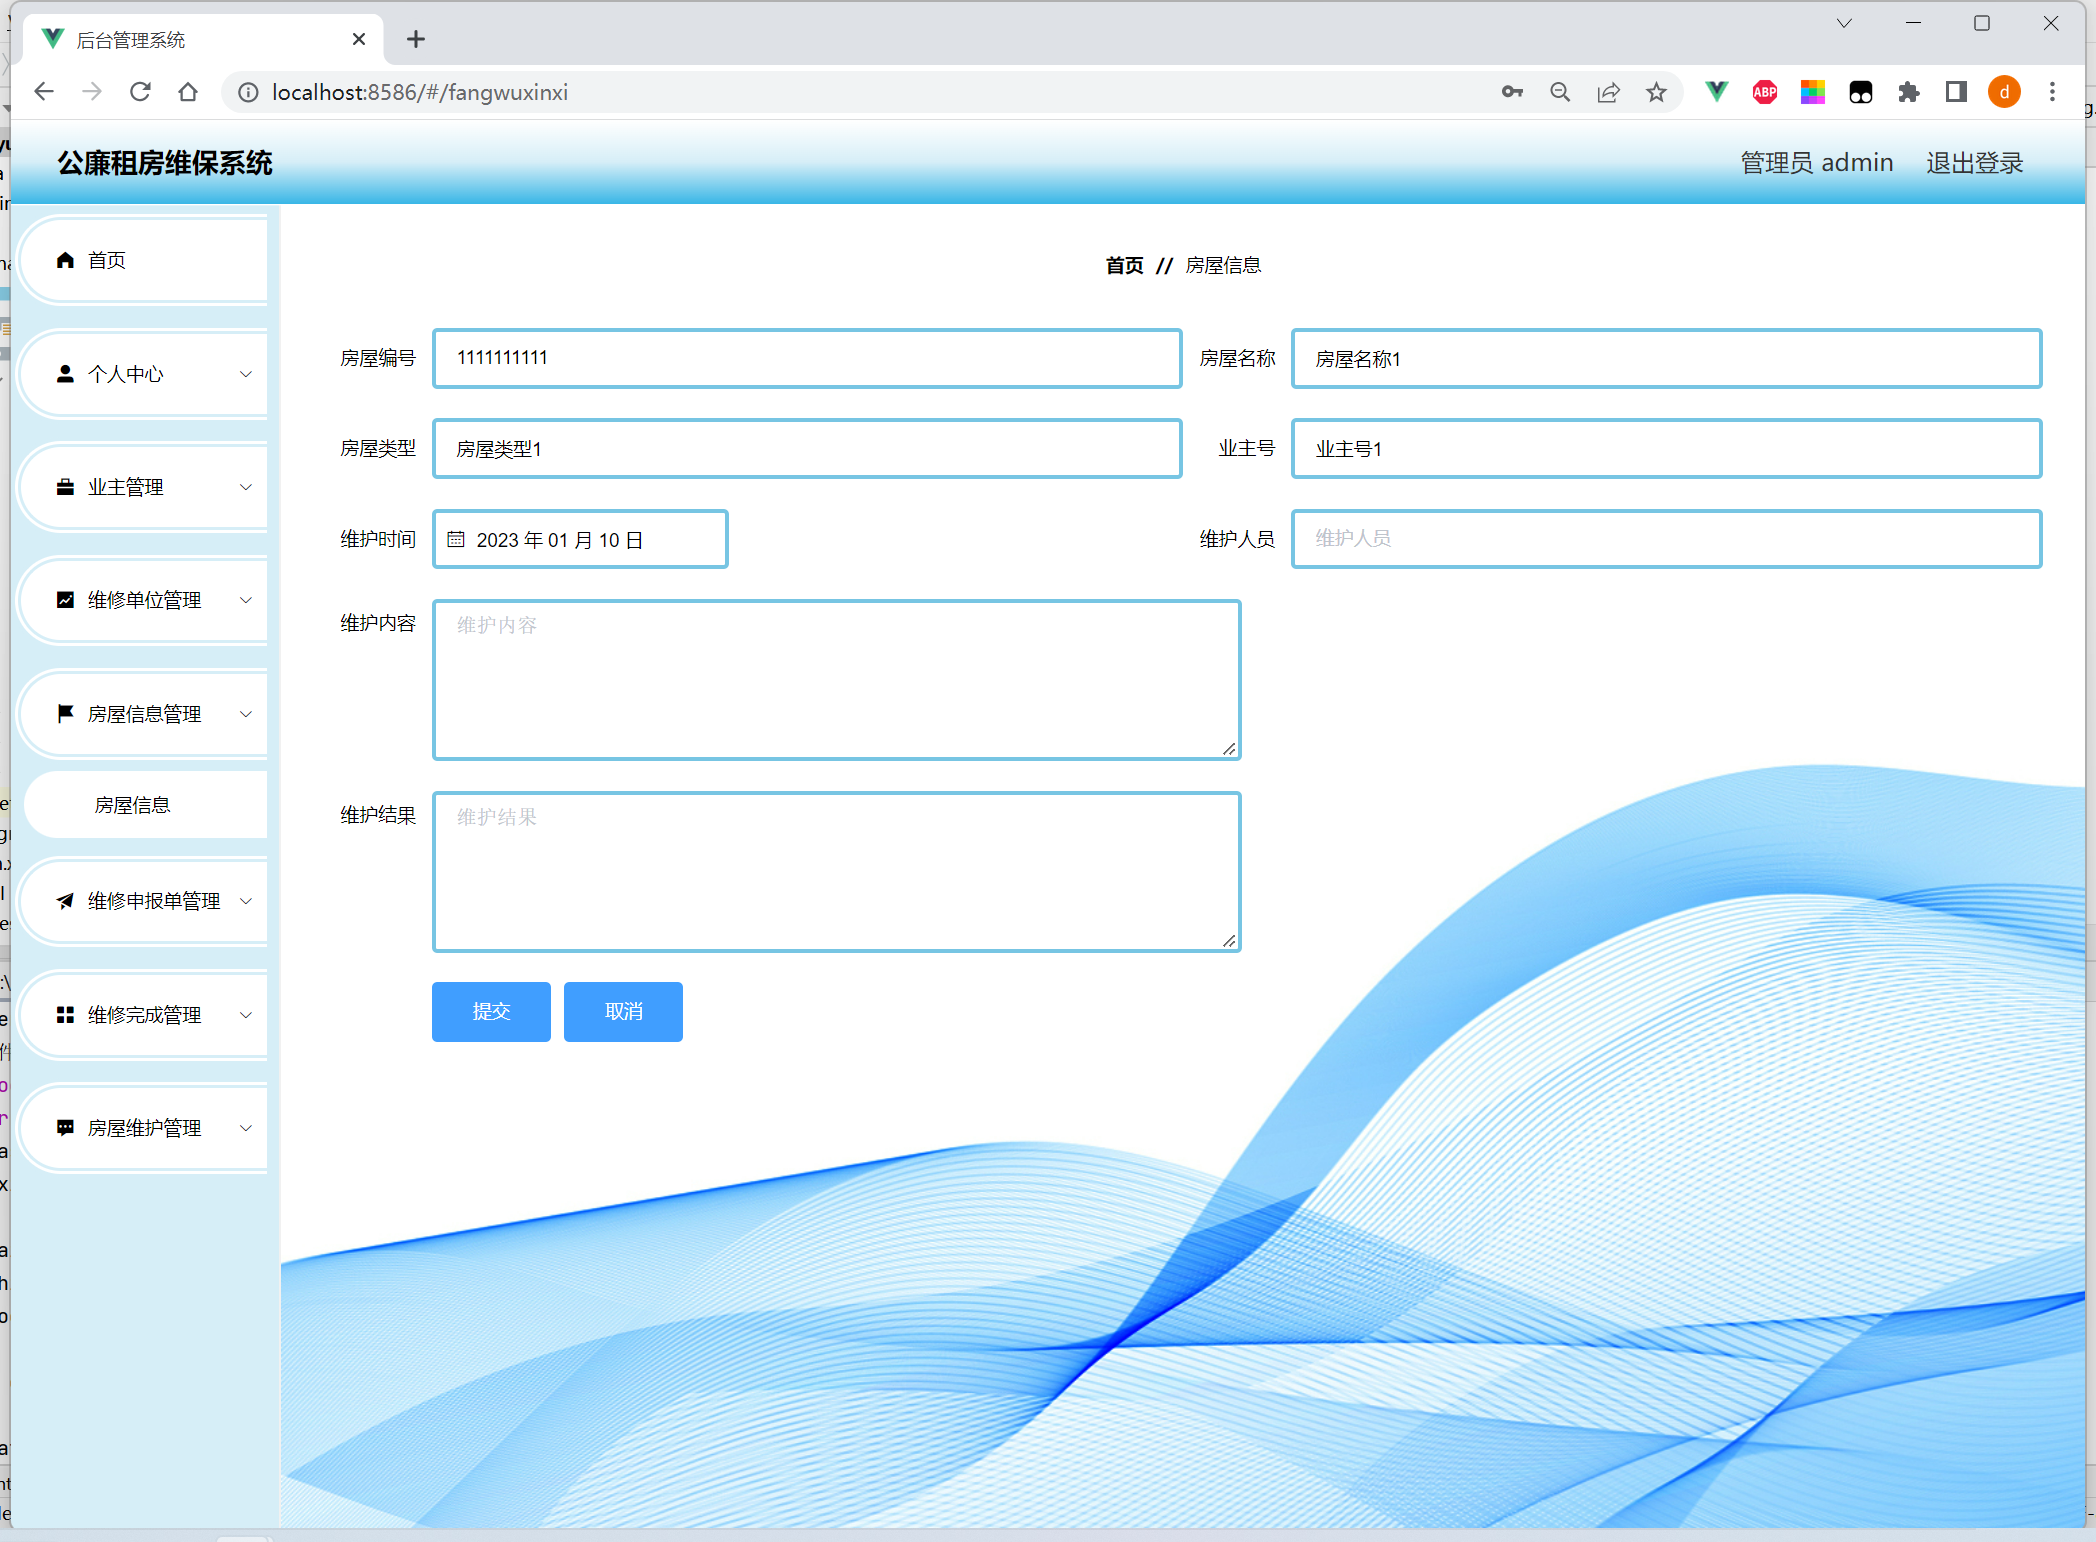 后台管理系统
localhost:8586/#/fangwuxinxi
ABP
d
公廉租房维保系统
管理员 admin
退出登录
首页
个人中心
业主管理
维修单位管理
房屋信息管理
房屋信息
维修申报单管理
维修完成管理
房屋维护管理
首页 // 房屋信息
房屋编号 1111111111
房屋名称 房屋名称1
房屋类型 房屋类型1
业主号 业主号1
维护时间 2023 年 01 月 10 日
维护人员 维护人员
维护内容 维护内容
维护结果 维护结果
提交 取消